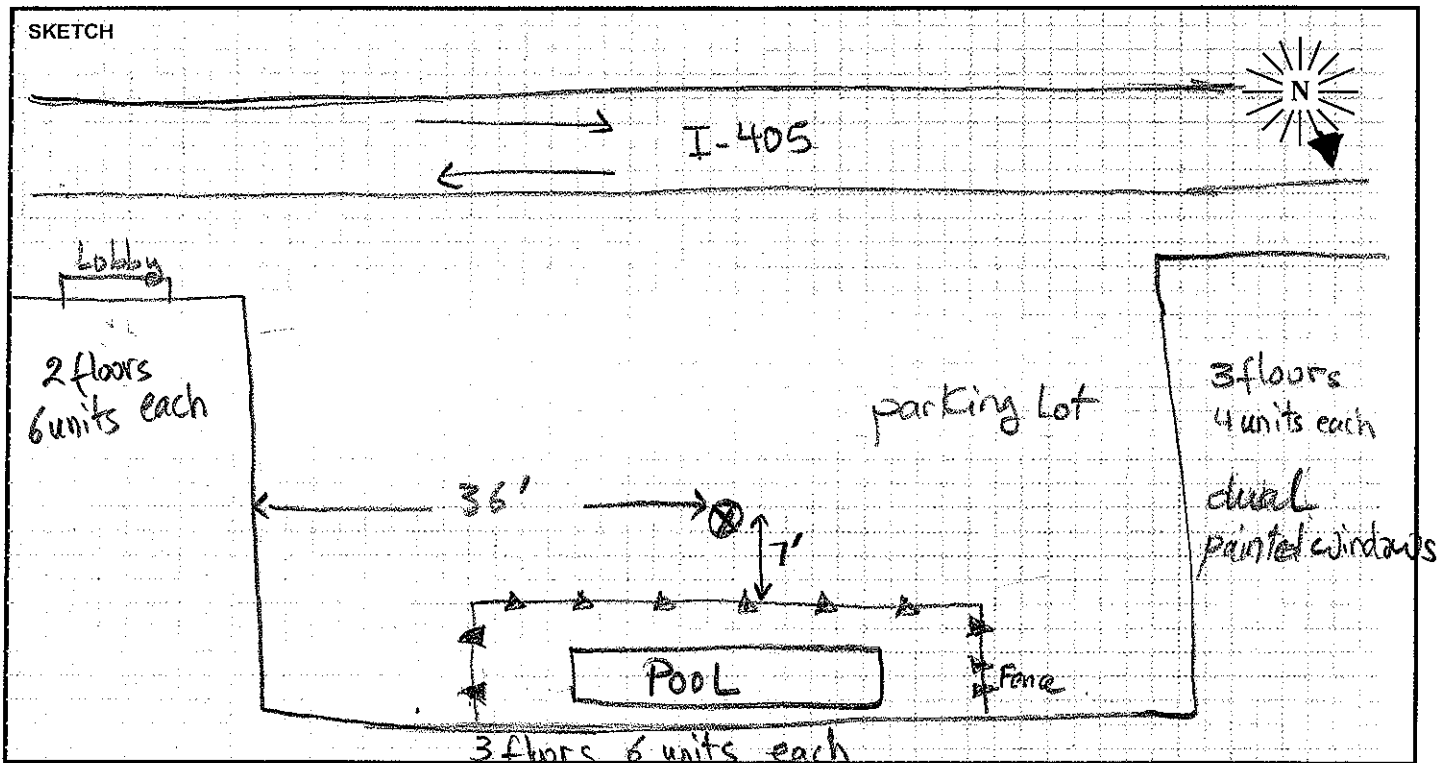 SKETCH
N
I-405
Lobby
2 floors
6 units each
parking Lot
3 floors
4 units each
dual
painted windows
36'
7'
POOL
Fence
3 floors 6 units each